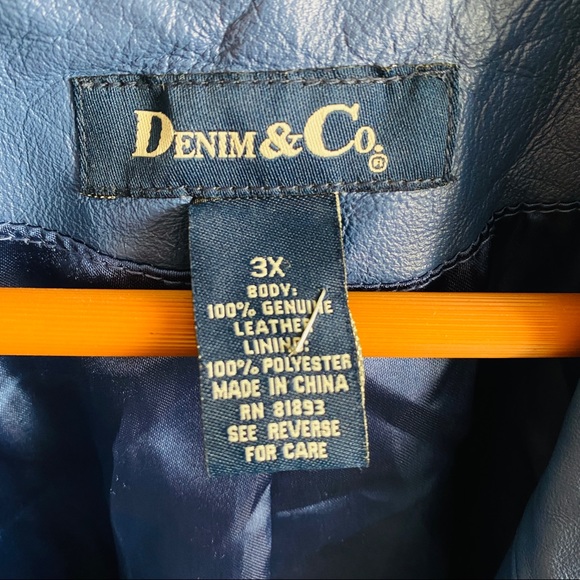 DENIM & CO.®
3X
BODY:
100% GENUINE
LEATHER
LINING:
100% POLYESTER
MADE IN CHINA
RN 81893
SEE REVERSE
FOR CARE